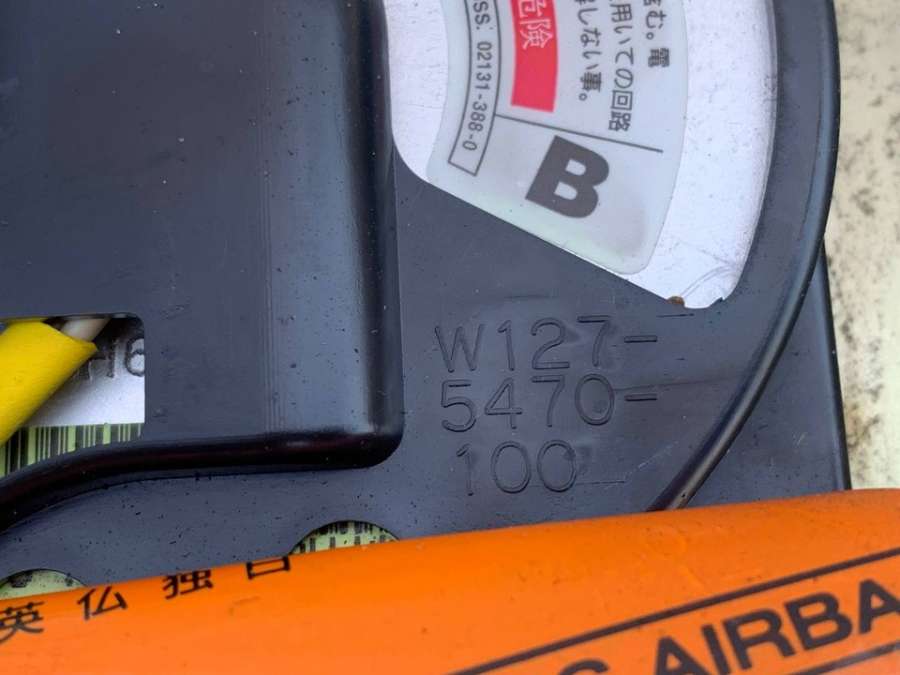 含む。電
用いての回路
しない事。
危険
SS: 02131-388-0
B
W127-
5470-
100
英 仏 独 日
AIRBA